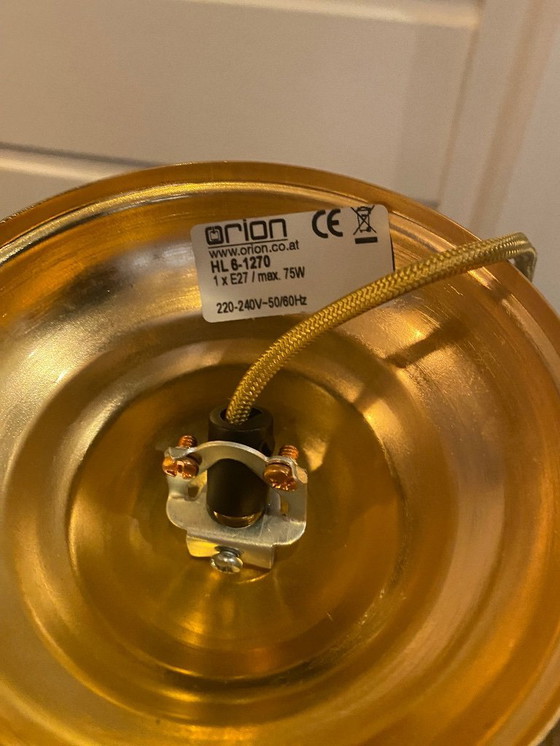 orion CE
www.orion.co.at
HL 6-1270
1 x E27 / max. 75W
220-240V~50/60Hz